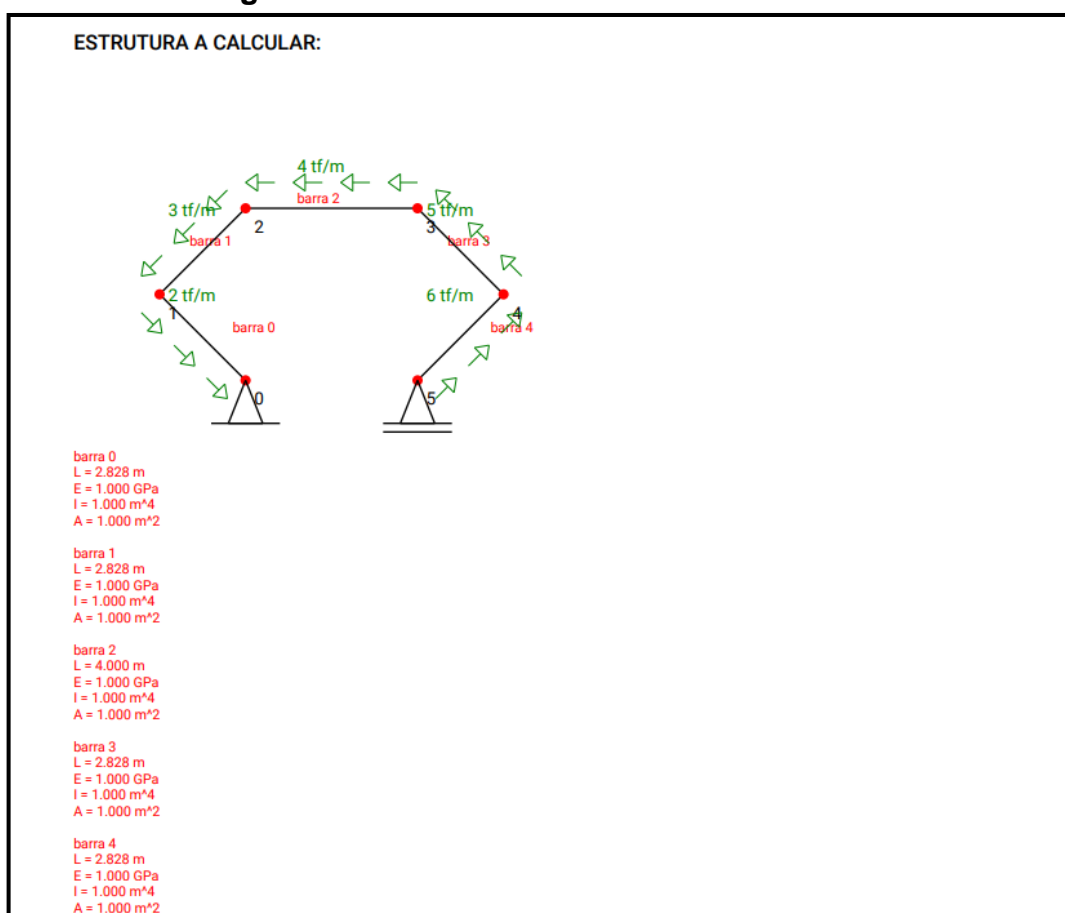 ESTRUTURA A CALCULAR:
4 tf/m
barra 2
3 tf/m
5 tf/m
2
3
barra 1
barra 3
2 tf/m
6 tf/m
1
4
barra 0
barra 4
0
5
barra 0
L = 2.828 m
E = 1.000 GPa
I = 1.000 m^4
A = 1.000 m^2
barra 1
L = 2.828 m
E = 1.000 GPa
I = 1.000 m^4
A = 1.000 m^2
barra 2
L = 4.000 m
E = 1.000 GPa
I = 1.000 m^4
A = 1.000 m^2
barra 3
L = 2.828 m
E = 1.000 GPa
I = 1.000 m^4
A = 1.000 m^2
barra 4
L = 2.828 m
E = 1.000 GPa
I = 1.000 m^4
A = 1.000 m^2